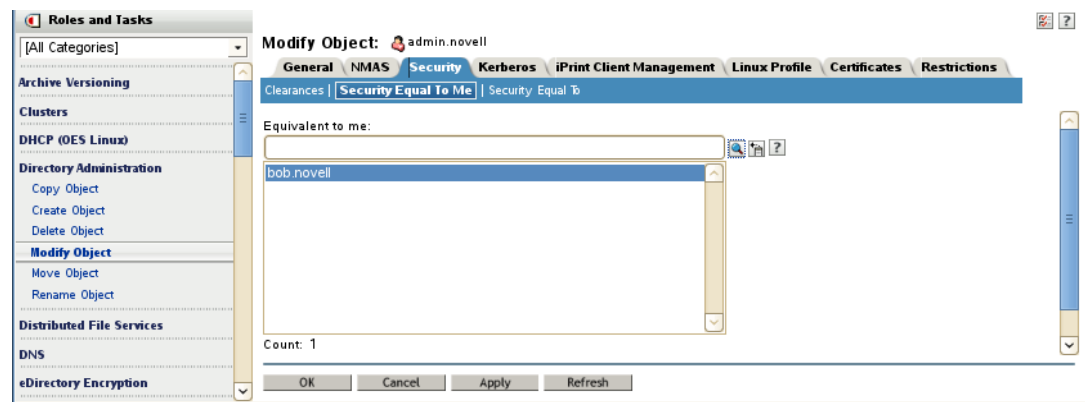 Roles and Tasks
[All Categories]
Archive Versioning
Clusters
DHCP (OES Linux)
Directory Administration
Copy Object
Create Object
Delete Object
Modify Object
Move Object
Rename Object
Distributed File Services
DNS
eDirectory Encryption
?
Modify Object: admin.novell
General NMAS Security Kerberos iPrint Client Management Linux Profile Certificates Restrictions
Clearances | Security Equal To Me | Security Equal To
Equivalent to me:
?
bob.novell
Count: 1
OK Cancel Apply Refresh